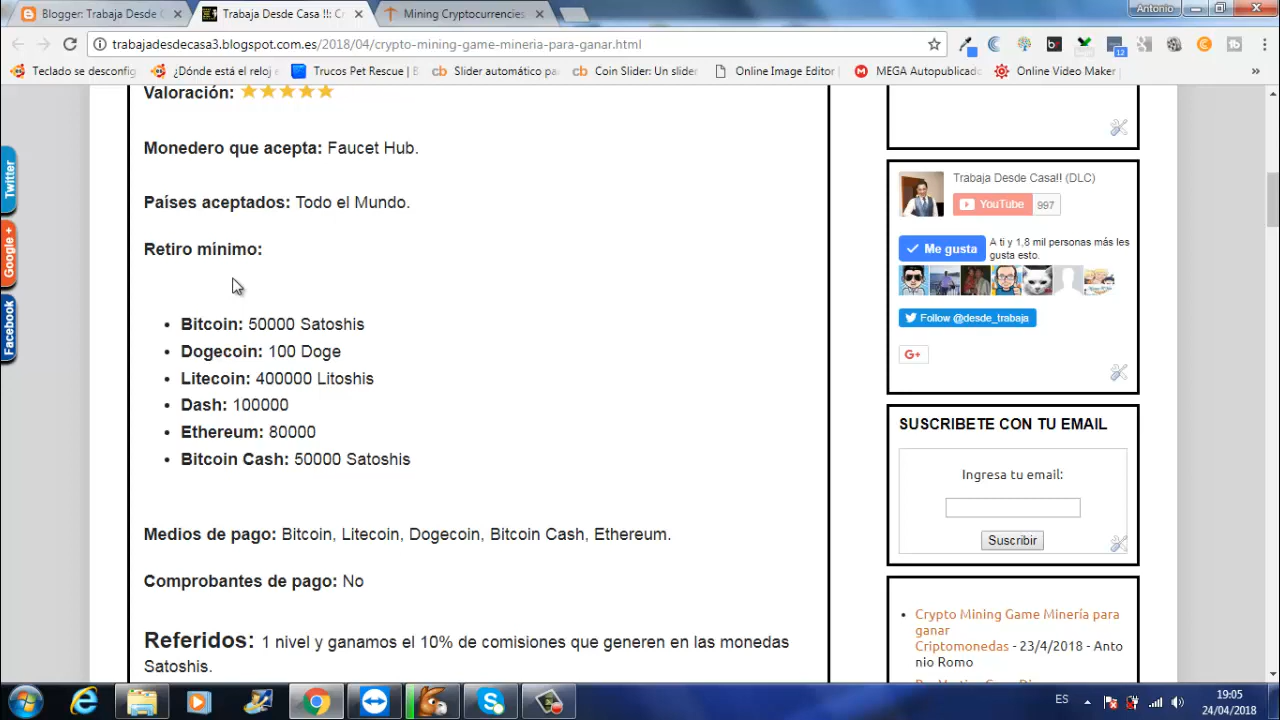 Blogger: Trabaja Desde C
Trabaja Desde Casa !!!: Cr
Mining Cryptocurrencies
Antonio
trabajadesdecasa3.blogspot.com.es/2018/04/crypto-mining-game-mineria-para-ganar.html
12
Teclado se desconfig
¿Dónde está el reloj
Trucos Pet Rescue | B
Slider automático pa
Coin Slider: Un slider
Online Image Editor
MEGA Autopublicado
Online Video Maker
»
Valoración:
Monedero que acepta: Faucet Hub.
Países aceptados: Todo el Mundo.
Retiro mínimo:
• Bitcoin: 50000 Satoshis
• Dogecoin: 100 Doge
• Litecoin: 400000 Litoshis
• Dash: 100000
• Ethereum: 80000
• Bitcoin Cash: 50000 Satoshis
Medios de pago: Bitcoin, Litecoin, Dogecoin, Bitcoin Cash, Ethereum.
Comprobantes de pago: No
Referidos: 1 nivel y ganamos el 10% de comisiones que generen en las monedas
Satoshis.
Twitter
Google +
Facebook
Trabaja Desde Casa!! (DLC)
YouTube 997
Me gusta
A ti y 1,8 mil personas más les
gusta esto.
Follow @desde_trabaja
G+
SUSCRIBETE CON TU EMAIL
Ingresa tu email:
Suscribir
• Crypto Mining Game Minería para
ganar
Criptomonedas - 23/4/2018 - Anto
nio Romo
ES
19:05
24/04/2018